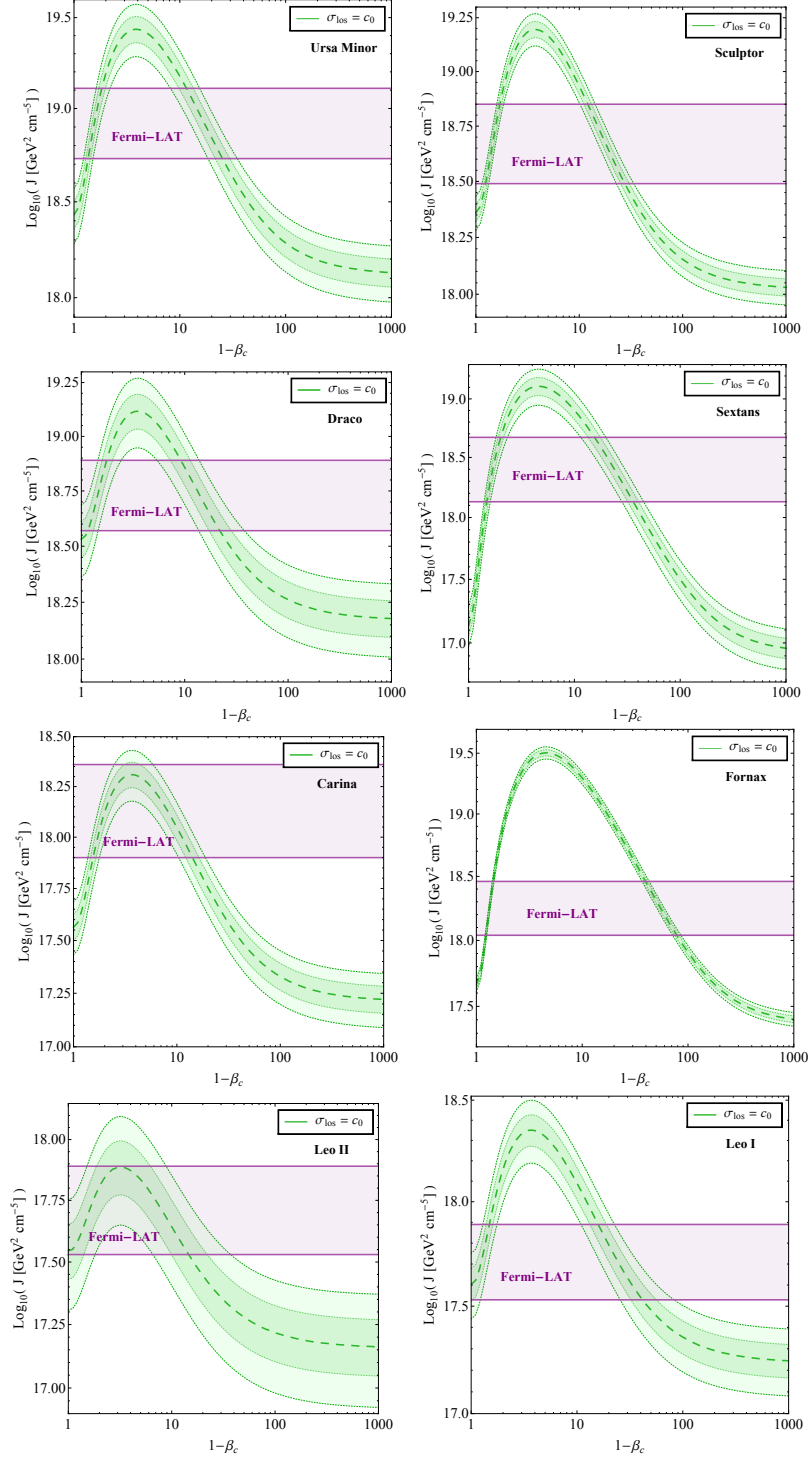 σlos = c0
Ursa Minor
Fermi−LAT
Log10( J [GeV2 cm−5] )
19.5
19.0
18.5
18.0
1
10
100
1000
1−βc
σlos = c0
Sculptor
Fermi−LAT
Log10( J [GeV2 cm−5] )
19.25
19.00
18.75
18.50
18.25
18.00
1
10
100
1000
1−βc
σlos = c0
Draco
Fermi−LAT
Log10( J [GeV2 cm−5] )
19.25
19.00
18.75
18.50
18.25
18.00
1
10
100
1000
1−βc
σlos = c0
Sextans
Fermi−LAT
Log10( J [GeV2 cm−5] )
19.0
18.5
18.0
17.5
17.0
1
10
100
1000
1−βc
σlos = c0
Carina
Fermi−LAT
Log10( J [GeV2 cm−5] )
18.50
18.25
18.00
17.75
17.50
17.25
17.00
1
10
100
1000
1−βc
σlos = c0
Fornax
Fermi−LAT
Log10( J [GeV2 cm−5] )
19.5
19.0
18.5
18.0
17.5
1
10
100
1000
1−βc
σlos = c0
Leo II
Fermi−LAT
Log10( J [GeV2 cm−5] )
18.00
17.75
17.50
17.25
17.00
1
10
100
1000
1−βc
σlos = c0
Leo I
Fermi−LAT
Log10( J [GeV2 cm−5] )
18.5
18.0
17.5
17.0
1
10
100
1000
1−βc